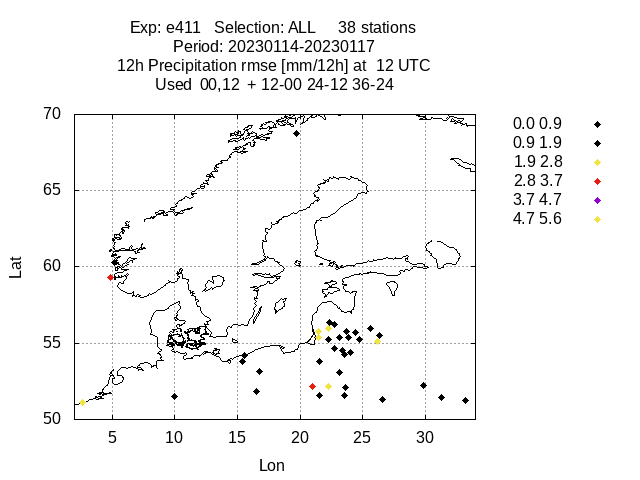 Exp: e411   Selection: ALL     38 stations
Period: 20230114-20230117
12h Precipitation rmse [mm/12h] at  12 UTC
Used  00,12  + 12-00 24-12 36-24
70
65
60
55
50
Lat
5 10 15 20 25 30
Lon
0.0 0.9
0.9 1.9
1.9 2.8
2.8 3.7
3.7 4.7
4.7 5.6